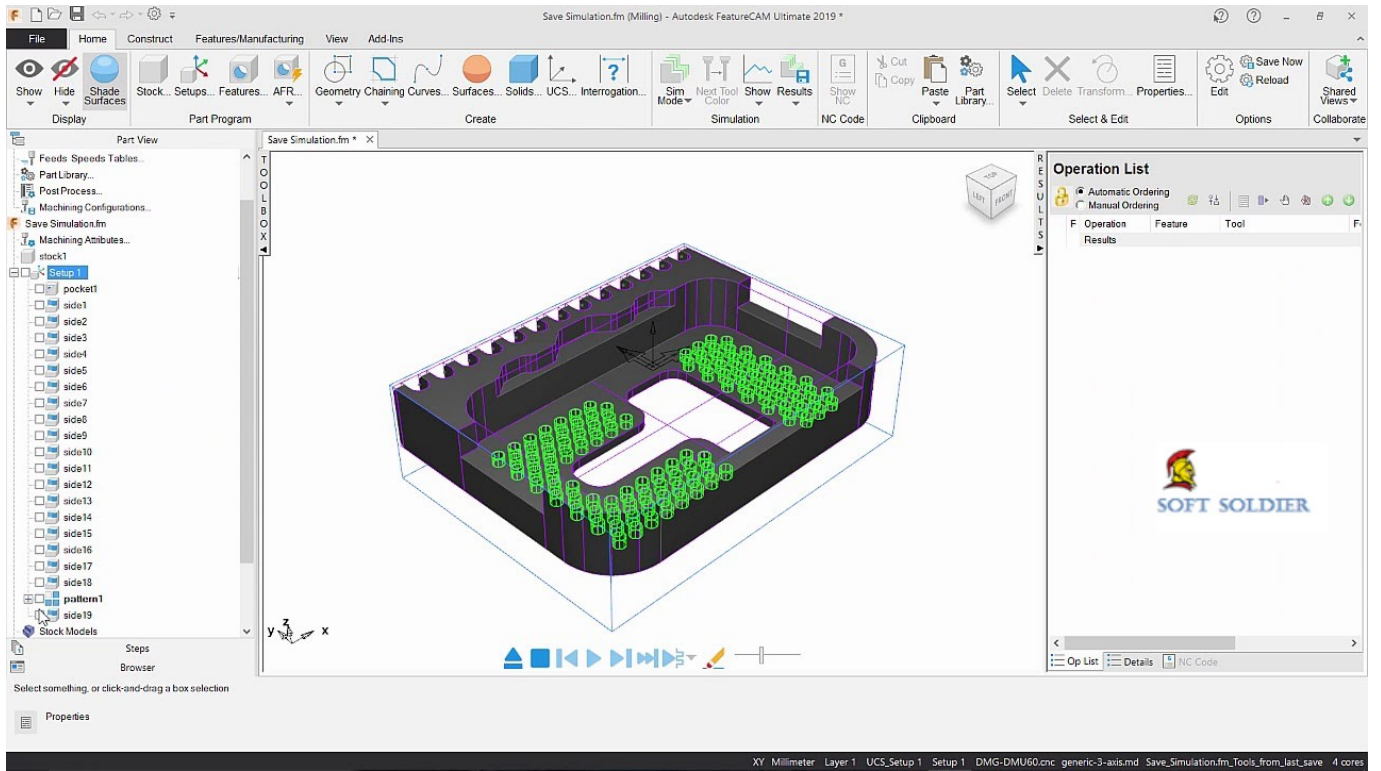 Save Simulation.fm (Milling) - Autodesk FeatureCAM Ultimate 2019 *
File Home Construct Features/Manufacturing View Add-Ins
Show Hide Shade Surfaces Stock... Setups... Features... AFR... Geometry Chaining Curves... Surfaces... Solids... UCS... Interrogation... Sim Mode Next Tool Color Show Results Show NC Cut Copy Paste Part Library... Select Delete Transform... Properties... Edit Save Now Reload Shared Views
Display Part Program Create Simulation NC Code Clipboard Select & Edit Options Collaborate
Part View
Save Simulation.fm *
Feeds Speeds Tables...
Part Library...
Post Process...
Machining Configurations...
Save Simulation.fm
Machining Attributes...
stock1
Setup 1
pocket1
side1
side2
side3
side4
side5
side6
side7
side8
side9
side10
side11
side12
side13
side14
side15
side16
side17
side18
pattern1
side19
Stock Models
Steps
Browser
TOOLBOX
Z
y x
TOP
LEFT FRONT
RESULTS
Operation List
Automatic Ordering
Manual Ordering
F Operation Feature Tool
Results
SOFT SOLDIER
Op List Details NC Code
Select something, or click-and-drag a box selection
Properties
XY Millimeter Layer 1 UCS_Setup 1 Setup 1 DMG-DMU60.cnc generic-3-axis.md Save_Simulation.fm_Tools_from_last_save 4 cores